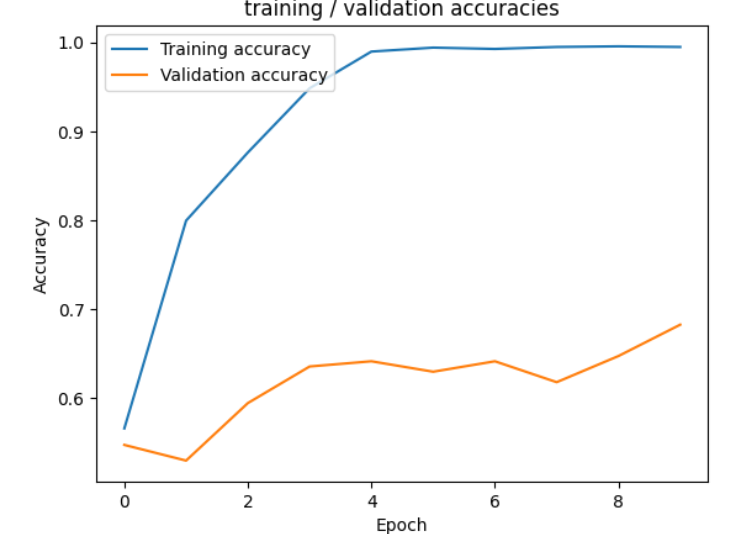 training / validation accuracies
1.0
0.9
0.8
0.7
0.6
Accuracy
Training accuracy
Validation accuracy
0 2 4 6 8
Epoch